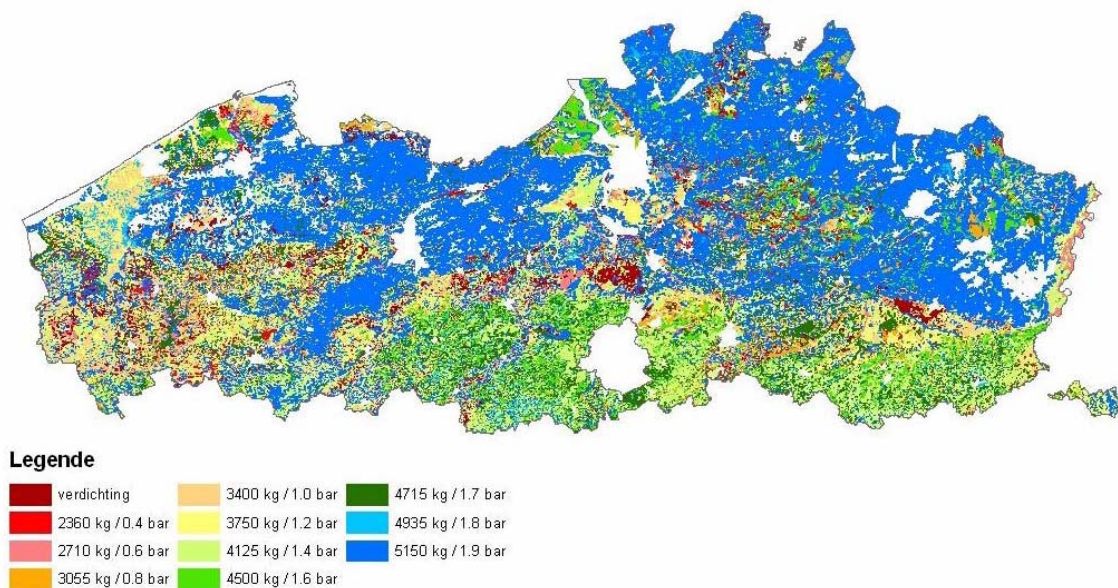 Legende
verdichting
2360 kg / 0.4 bar
2710 kg / 0.6 bar
3055 kg / 0.8 bar
3400 kg / 1.0 bar
3750 kg / 1.2 bar
4125 kg / 1.4 bar
4500 kg / 1.6 bar
4715 kg / 1.7 bar
4935 kg / 1.8 bar
5150 kg / 1.9 bar